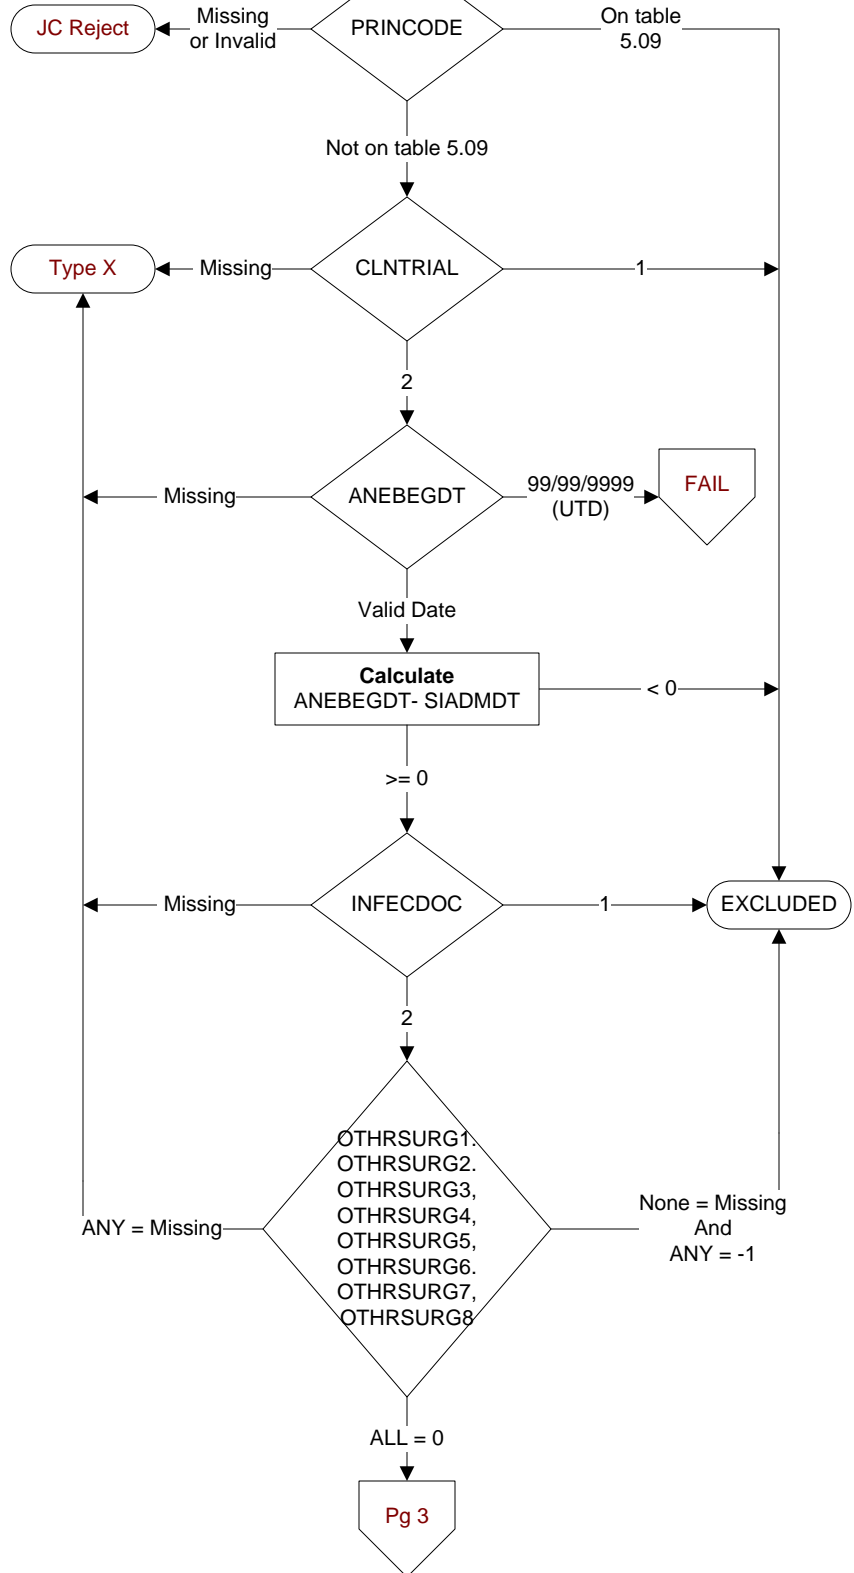 JC Reject
Missing
or Invalid
PRINCODE
On table
5.09
Not on table 5.09
Type X
Missing
CLNTRIAL
1
2
Missing
ANEBEGDT
99/99/9999
(UTD)
FAIL
Valid Date
Calculate
ANEBEGDT- SIADMDT
< 0
>= 0
Missing
INFECDOC
1
EXCLUDED
2
OTHRSURG1.
OTHRSURG2.
OTHRSURG3,
OTHRSURG4,
OTHRSURG5,
OTHRSURG6.
OTHRSURG7,
OTHRSURG8
ANY = Missing
None = Missing
And
ANY = -1
ALL = 0
Pg 3